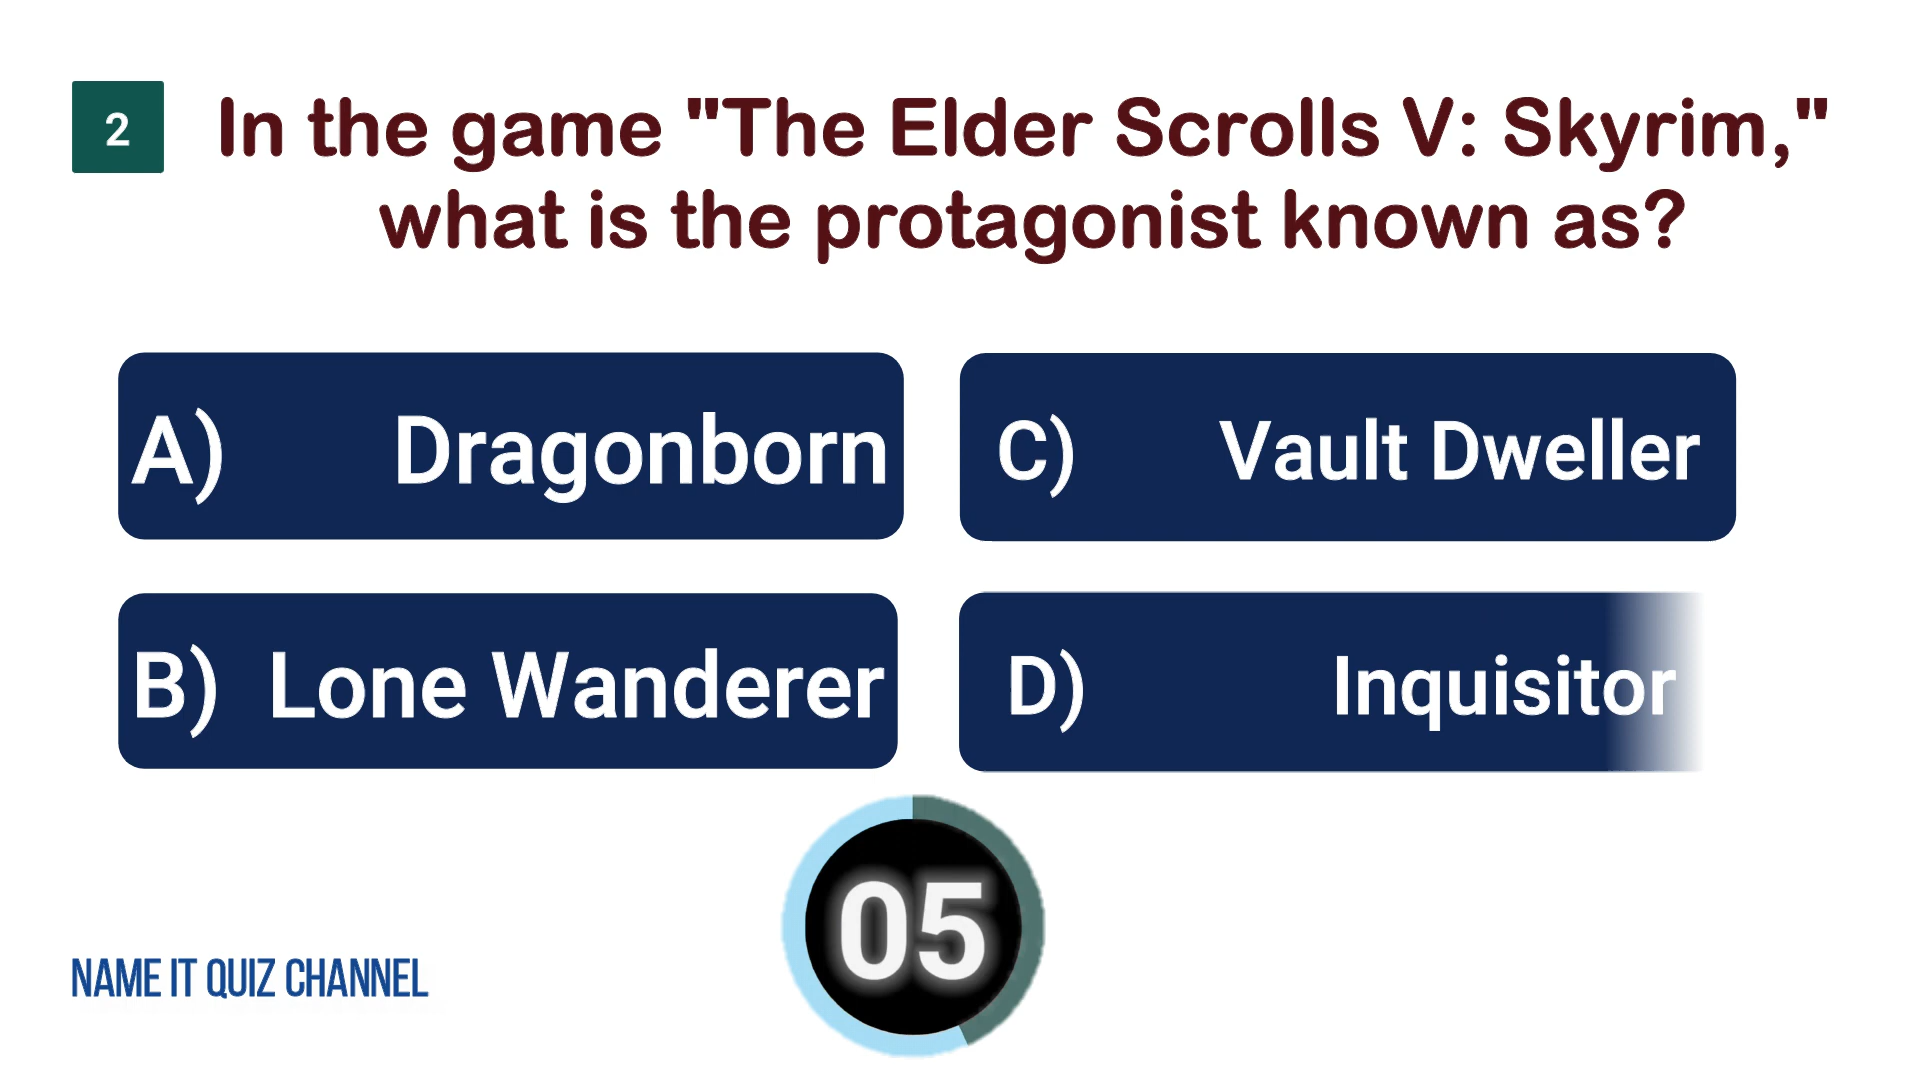 2
In the game "The Elder Scrolls V: Skyrim,"
what is the protagonist known as?
A) Dragonborn
C) Vault Dweller
B) Lone Wanderer
D) Inquisitor
05
NAME IT QUIZ CHANNEL